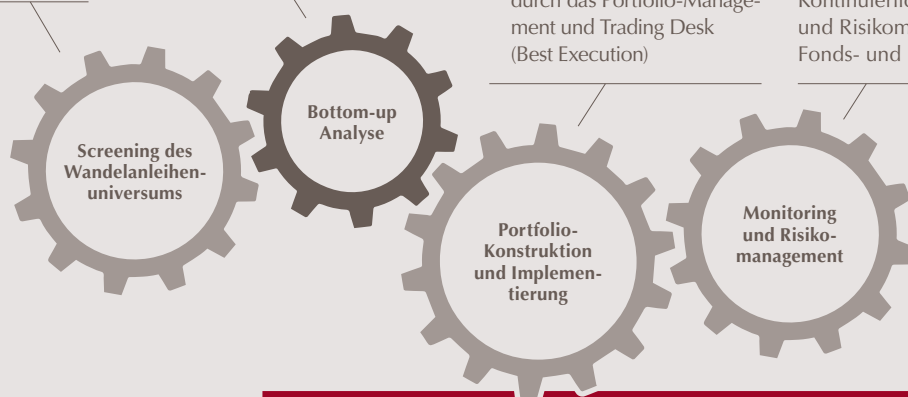 durch das Portfolio-Manage-
ment und Trading Desk
(Best Execution)
und
Fonds- und
Screening des
Wandelanleihen-
universums
Bottom-up
Analyse
Portfolio-
Konstruktion
und Implemen-
tierung
Monitoring
und Risiko-
management